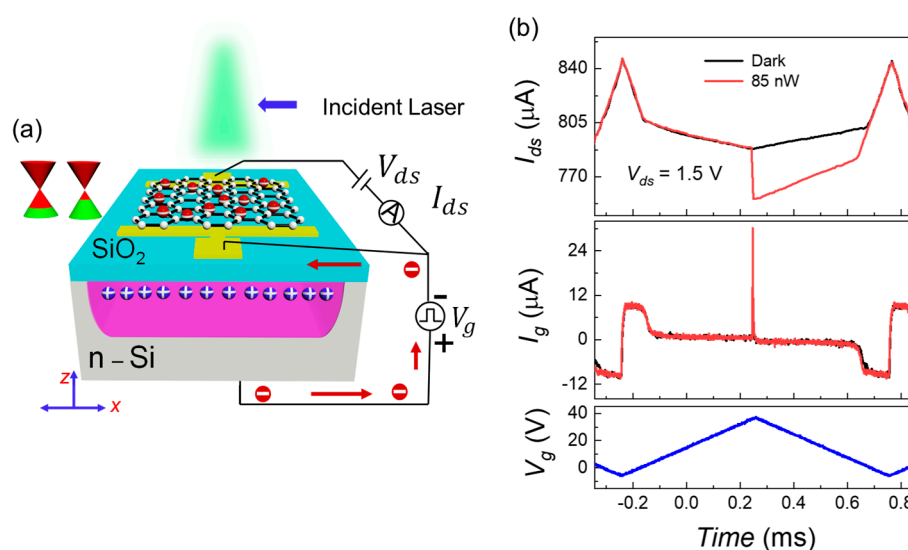 (a)
Incident Laser
V_ds
I_ds
SiO₂
V_g
-
+
n – Si
z
x
(b)
Dark
85 nW
V_ds = 1.5 V
I_ds (μA)
840
805
770
I_g (μA)
24
12
0
-12
V_g (V)
40
20
0
-0.2 0.0 0.2 0.4 0.6 0.8
Time (ms)